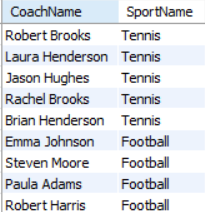 CoachName SportName
Robert Brooks Tennis
Laura Henderson Tennis
Jason Hughes Tennis
Rachel Brooks Tennis
Brian Henderson Tennis
Emma Johnson Football
Steven Moore Football
Paula Adams Football
Robert Harris Football